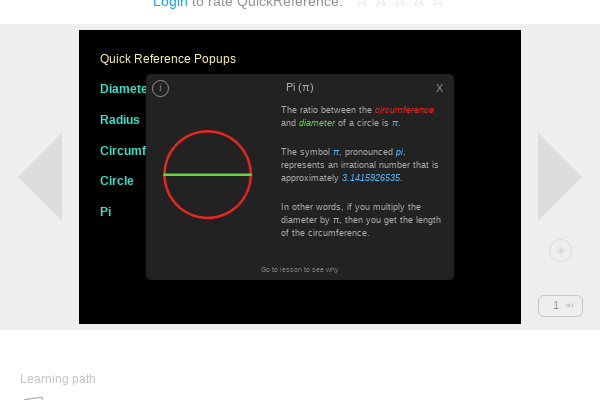 Login to rate QuickReference.
Quick Reference Popups
Diamete
Radius
Circumf
Circle
Pi
i
Pi (π)
X
The ratio between the circumference
and diameter of a circle is π.
The symbol π, pronounced pi,
represents an irrational number that is
approximately 3.1415926535.
In other words, if you multiply the
diameter by π, then you get the length
of the circumference.
Go to lesson to see why
1
Learning path